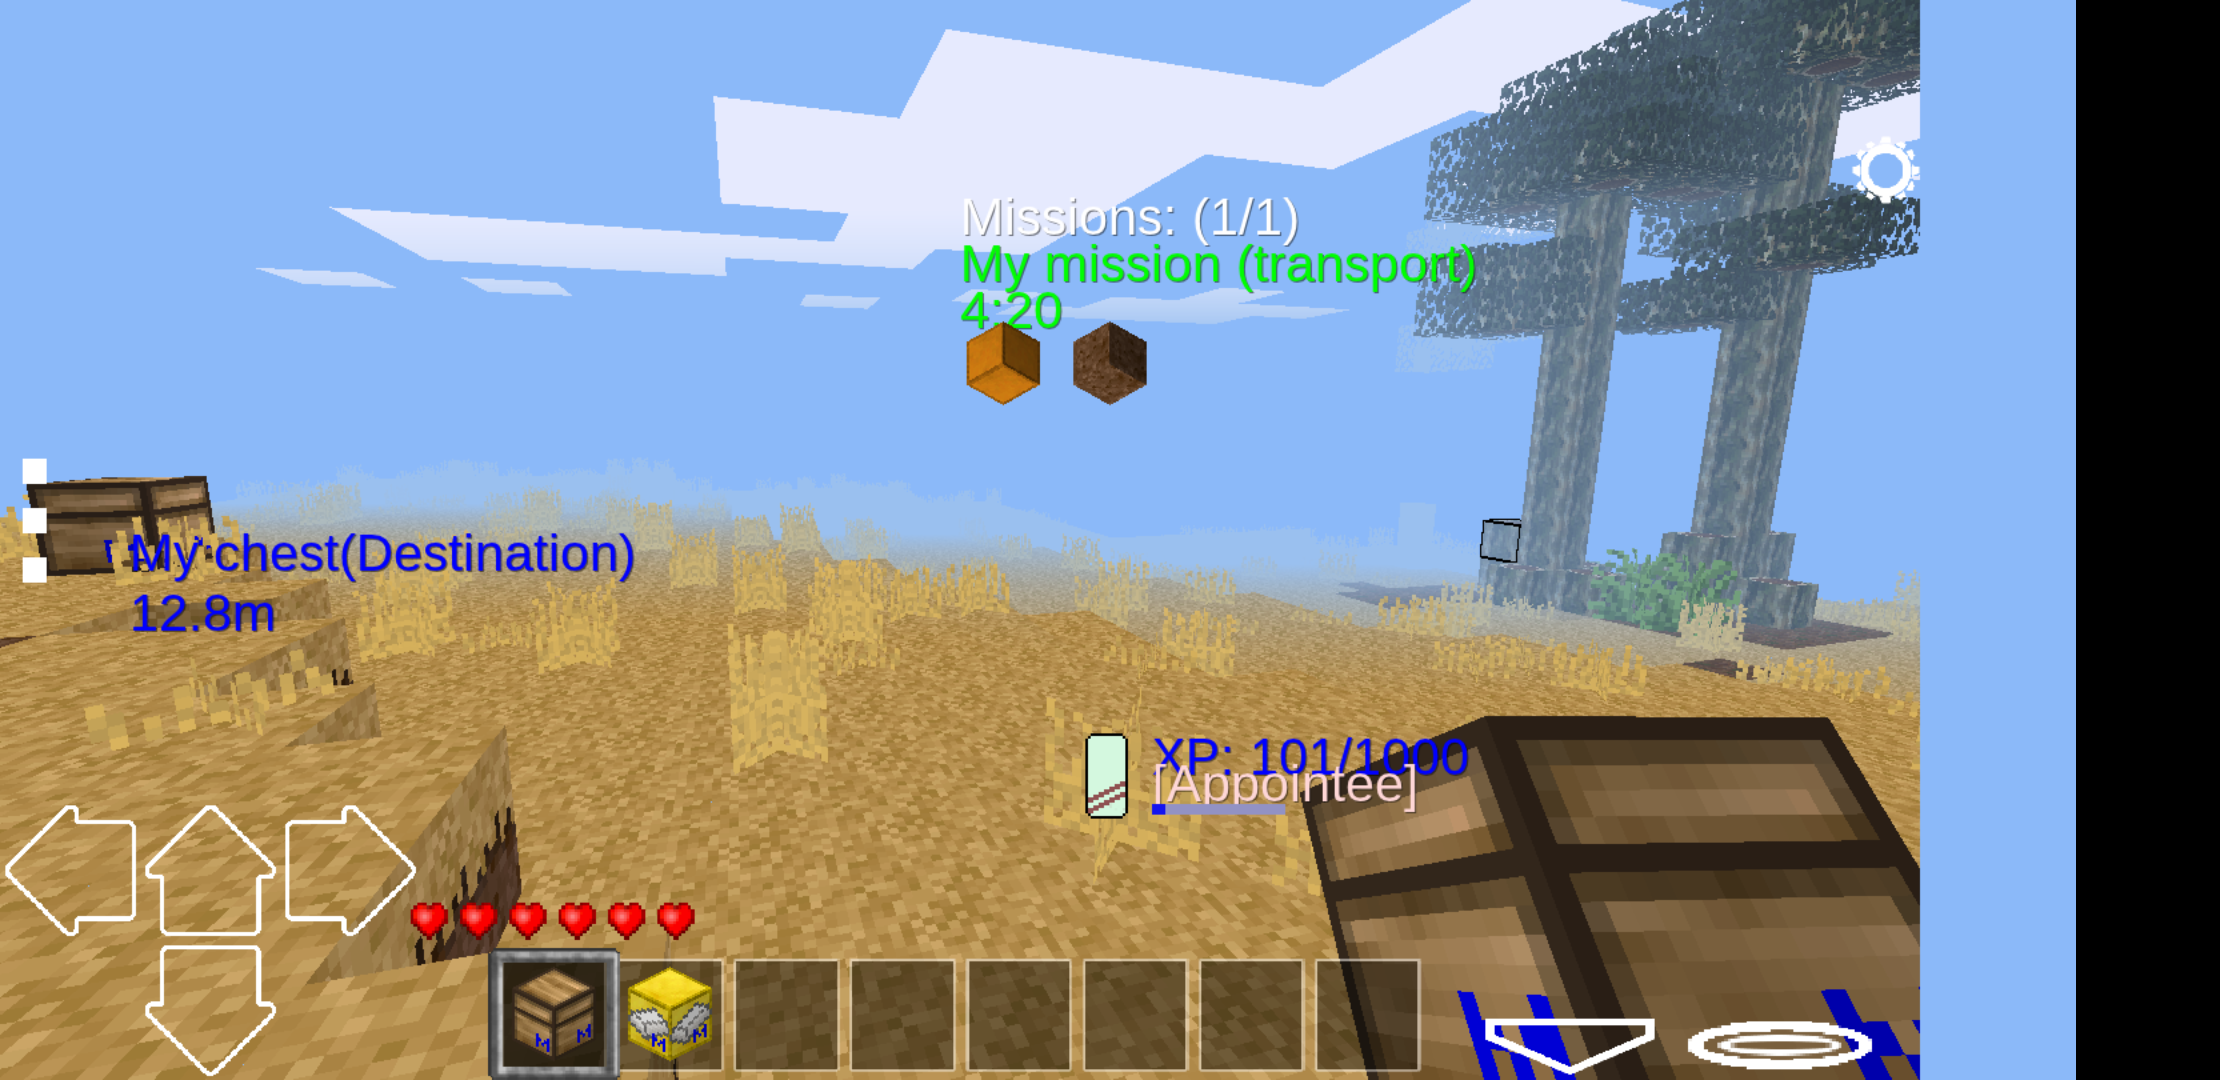 Missions: (1/1)
My mission (transport)
4:20
My chest(Destination)
12.8m
XP: 101/1000
[Appointee]
M M
M M